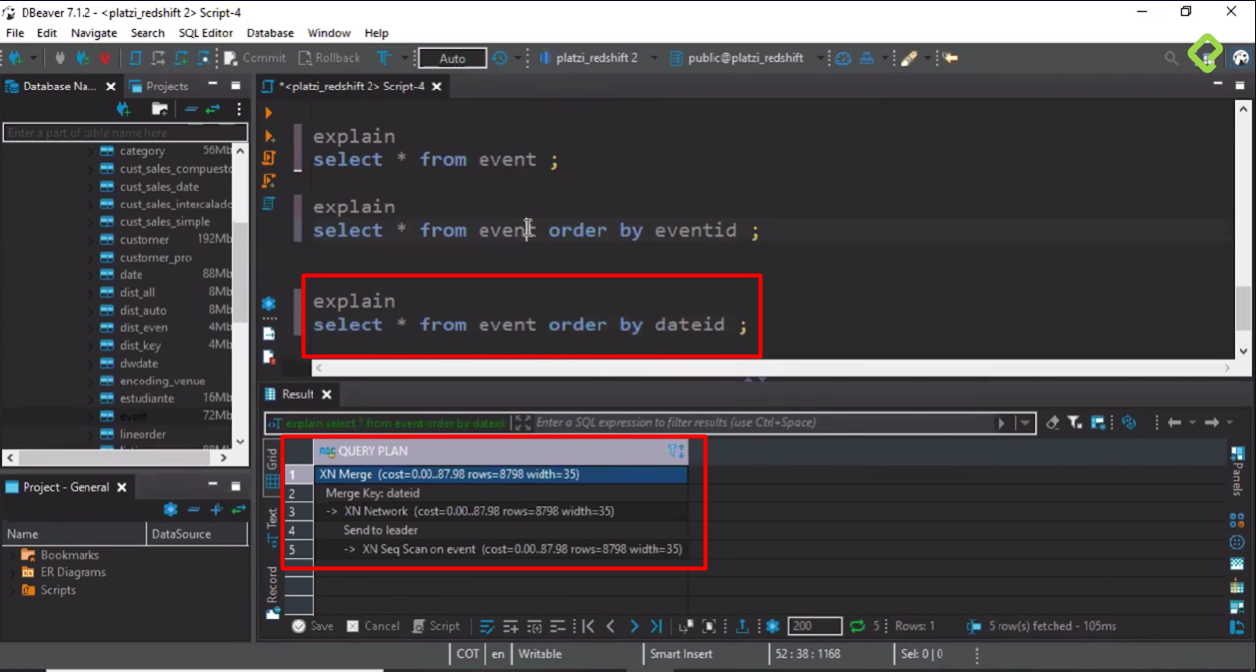 DBeaver 7.1.2 - <platzi_redshift 2> Script-4
File Edit Navigate Search SQL Editor Database Window Help
Commit Rollback Auto platzi_redshift 2 public@platzi_redshift
Database Na... Projects
*<platzi_redshift 2> Script-4
Enter a part of table name here
category 56Mb
cust_sales_compuesto
cust_sales_date
cust_sales_intercalado
cust_sales_simple
customer 192Mb
customer_pro
date 88Mb
dist_all 8Mb
dist_auto 8Mb
dist_even 4Mb
dist_key 4Mb
dwdate
encoding_venue
estudiante 16Mb
event 72Mb
lineorder
explain
select * from event ;
explain
select * from event order by eventid ;
explain
select * from event order by dateid ;
Project - General
Name DataSource
Bookmarks
ER Diagrams
Scripts
Result
explain select * from event order by dateid Enter a SQL expression to filter results (use Ctrl+Space)
Grid
Text
Record
Panels
QUERY PLAN
1 XN Merge (cost=0.00..87.98 rows=8798 width=35)
2 Merge Key: dateid
3 -> XN Network (cost=0.00..87.98 rows=8798 width=35)
4 Send to leader
5 -> XN Seq Scan on event (cost=0.00..87.98 rows=8798 width=35)
Save Cancel Script 200 5 Rows: 1 5 row(s) fetched - 105ms
COT en Writable Smart Insert 52 : 38 : 1168 Sel: 0 | 0